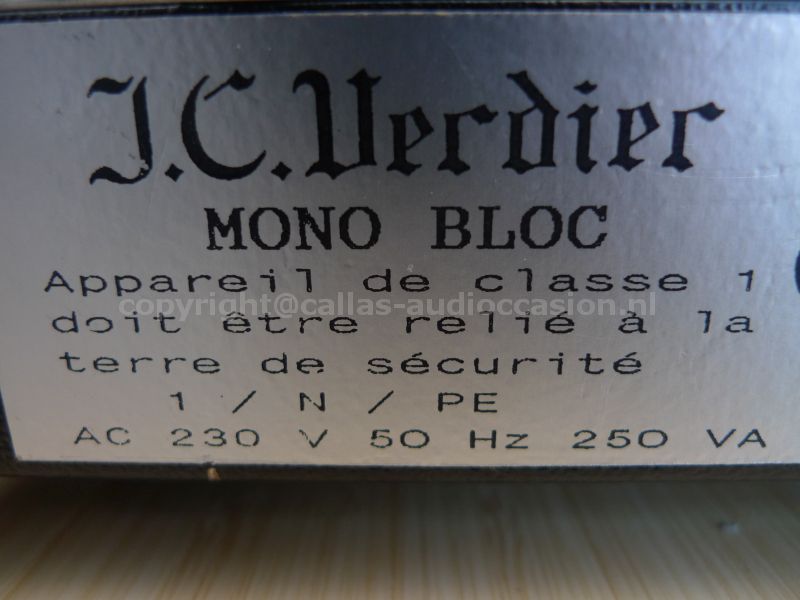 J.C.Verdier
MONO BLOC
Appareil de classe 1
copyright@callas-audioccasion.nl
doit être relié à la
terre de sécurité
1 / N / PE
AC 230 V 50 Hz 250 VA